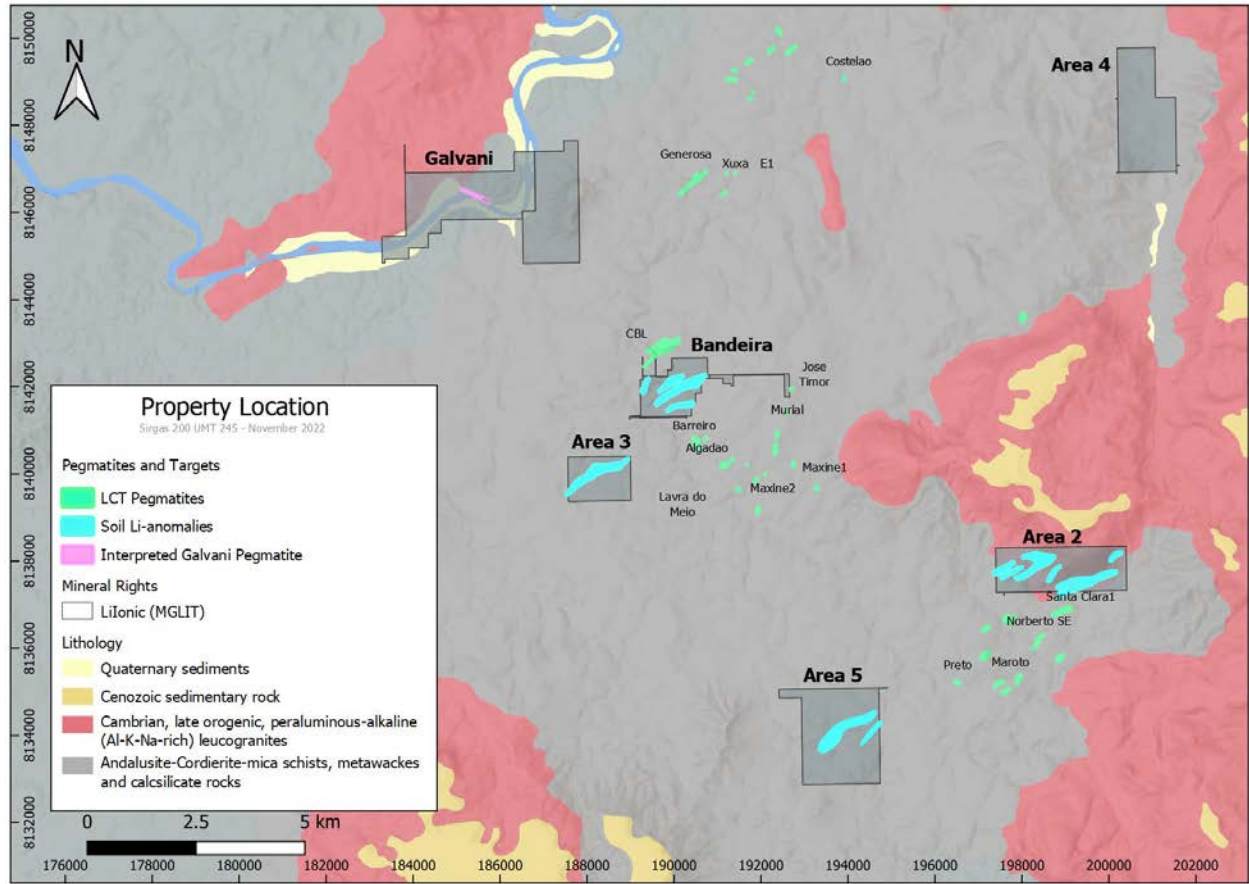 N
Costelao
Area 4
Galvani
Generosa
Xuxa
E1
CBL
Bandeira
Jose
Timor
Murial
Barreiro
Algadao
Area 3
Maxine1
Maxine2
Lavra do
Meio
Area 2
Santa Clara1
Norberto SE
Preto
Maroto
Area 5
Property Location
Sirgas 200 UMT 245 - November 2022
Pegmatites and Targets
LCT Pegmatites
Soil Li-anomalies
Interpreted Galvani Pegmatite
Mineral Rights
LiIonic (MGLIT)
Lithology
Quaternary sediments
Cenozoic sedimentary rock
Cambrian, late orogenic, peraluminous-alkaline
(Al-K-Na-rich) leucogranites
Andalusite-Cordierite-mica schists, metawackes
and calcsilicate rocks
0 2.5 5 km
8150000
8148000
8146000
8144000
8142000
8140000
8138000
8136000
8134000
8132000
176000 178000 180000 182000 184000 186000 188000 190000 192000 194000 196000 198000 200000 202000